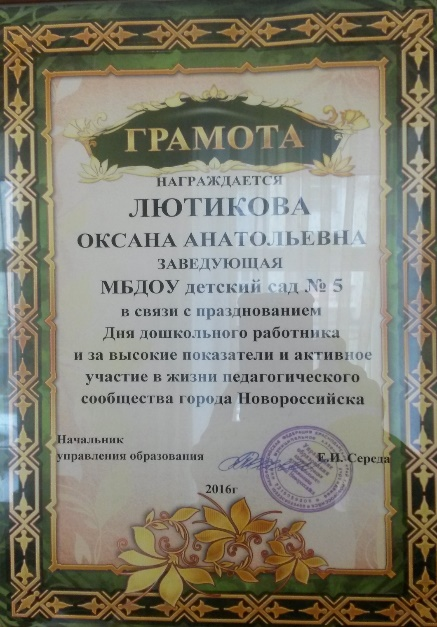 ГРАМОТА
НАГРАЖДАЕТСЯ
ЛЮТИКОВА
ОКСАНА АНАТОЛЬЕВНА
ЗАВЕДУЮЩАЯ
МБДОУ детский сад № 5
в связи с празднованием
Дня дошкольного работника
и за высокие показатели и активное
участие в жизни педагогического
сообщества города Новороссийска
Начальник
управления образования Е.И. Середа
2016г